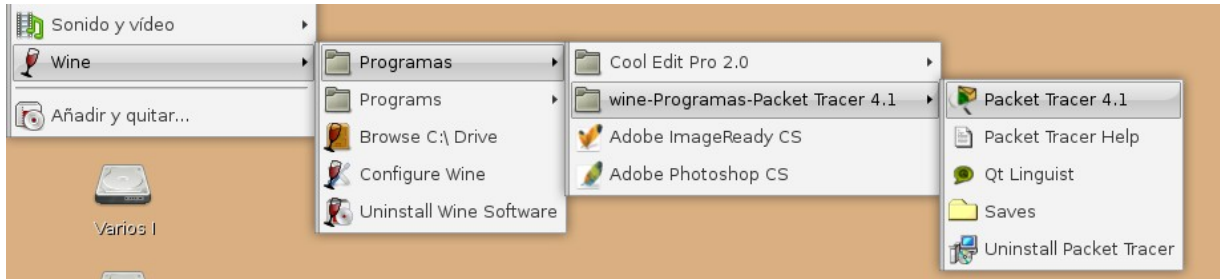 Sonido y vídeo
Wine
Añadir y quitar...
Varios I
Programas
Programs
Browse C:\ Drive
Configure Wine
Uninstall Wine Software
Cool Edit Pro 2.0
wine-Programas-Packet Tracer 4.1
Adobe ImageReady CS
Adobe Photoshop CS
Packet Tracer 4.1
Packet Tracer Help
Qt Linguist
Saves
Uninstall Packet Tracer